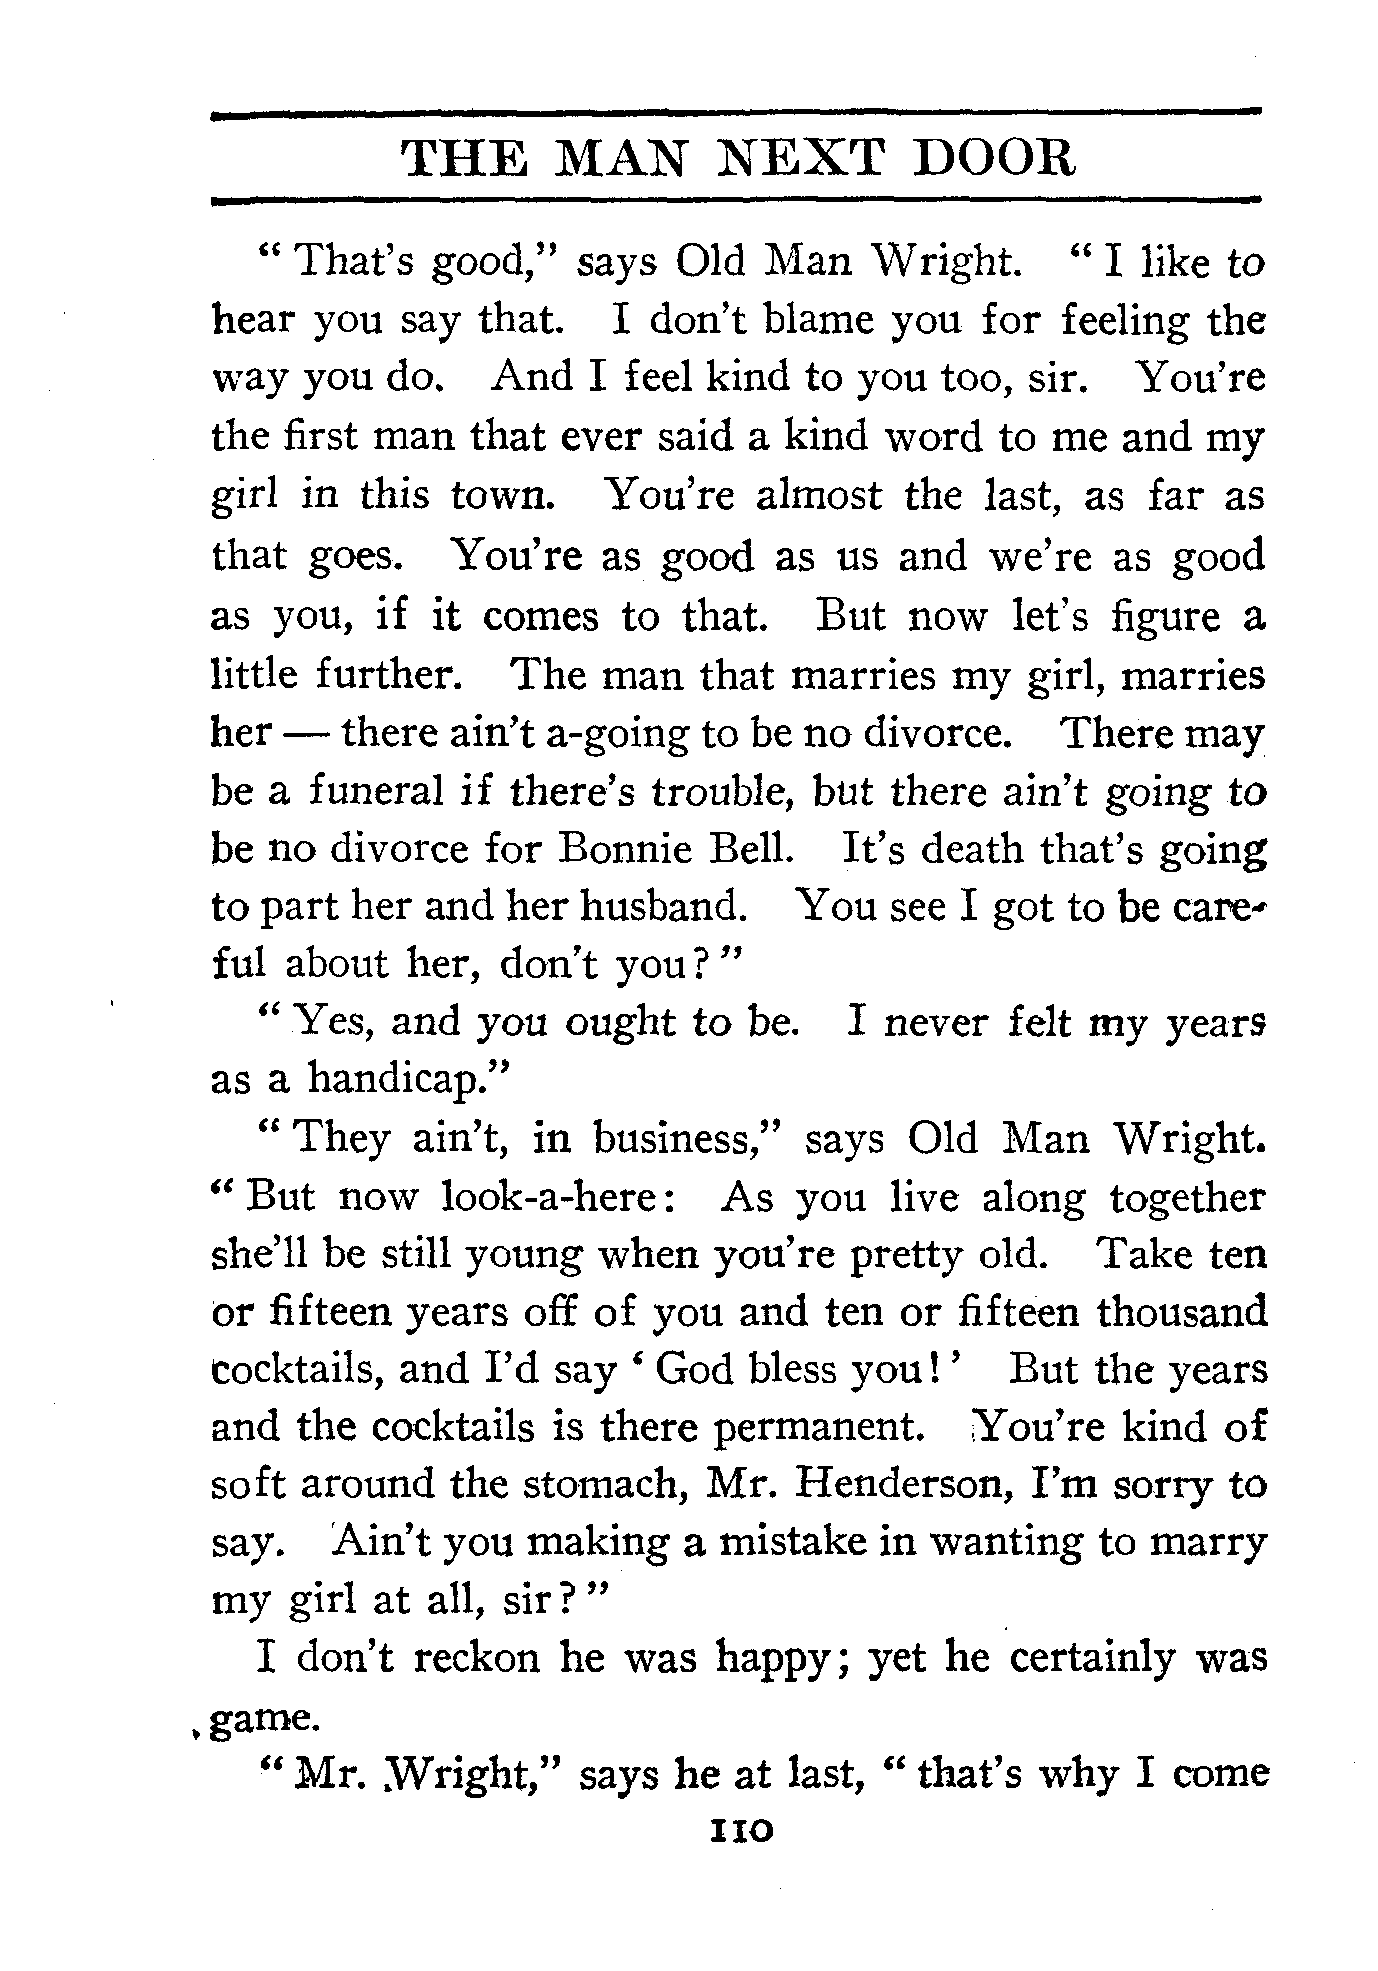 THE MAN NEXT DOOR
“ That’s good,” says Old Man Wright. “ I like to
hear you say that. I don’t blame you for feeling the
way you do. And I feel kind to you too, sir. You’re
the first man that ever said a kind word to me and my
girl in this town. You’re almost the last, as far as
that goes. You’re as good as us and we’re as good
as you, if it comes to that. But now let’s figure a
little further. The man that marries my girl, marries
her — there ain’t a-going to be no divorce. There may
be a funeral if there’s trouble, but there ain’t going to
be no divorce for Bonnie Bell. It’s death that’s going
to part her and her husband. You see I got to be care-
ful about her, don’t you? ”
“ Yes, and you ought to be. I never felt my years
as a handicap.”
“ They ain’t, in business,” says Old Man Wright.
“ But now look-a-here: As you live along together
she’ll be still young when you’re pretty old. Take ten
or fifteen years off of you and ten or fifteen thousand
cocktails, and I’d say ‘ God bless you! ’ But the years
and the cocktails is there permanent. You’re kind of
soft around the stomach, Mr. Henderson, I’m sorry to
say. Ain’t you making a mistake in wanting to marry
my girl at all, sir? ”
I don’t reckon he was happy; yet he certainly was
game.
“ Mr. Wright,” says he at last, “ that’s why I come
110